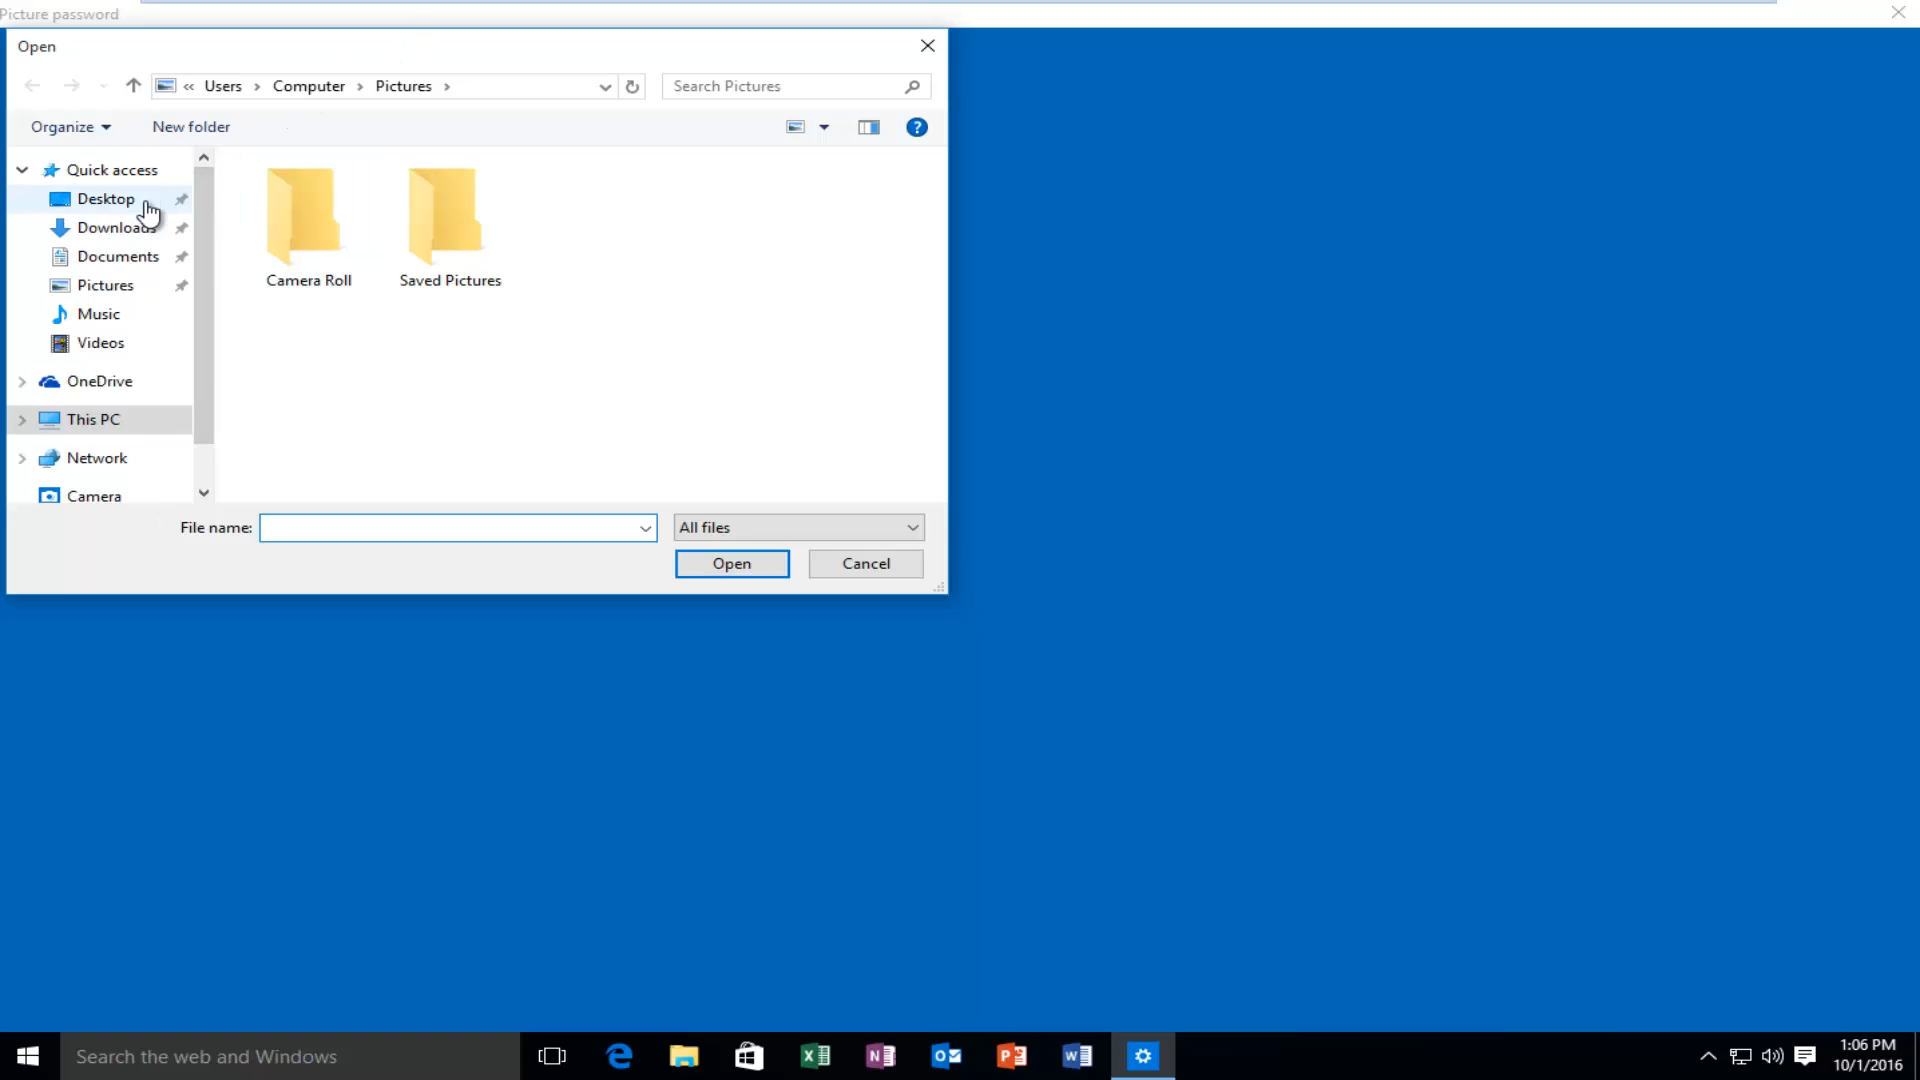 Picture password
Open
« Users > Computer > Pictures >
Search Pictures
Organize
New folder
?
Quick access
Desktop
Downloads
Documents
Pictures
Music
Videos
OneDrive
This PC
Network
Camera
Camera Roll
Saved Pictures
File name:
All files
Open
Cancel
Search the web and Windows
1:06 PM
10/1/2016